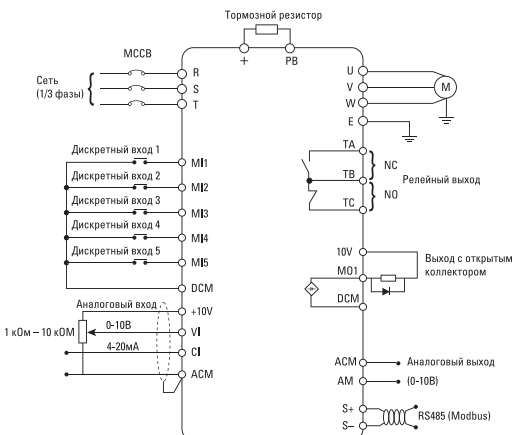 Тормозной резистор
+ PB
MCCB
Сеть
(1/3 фазы)
R
S
T
U
V
W
E
M
TA
TB
TC
NC
NO
Релейный выход
Дискретный вход 1
MI1
Дискретный вход 2
MI2
Дискретный вход 3
MI3
Дискретный вход 4
MI4
Дискретный вход 5
MI5
DCM
10V
MO1
DCM
Выход с открытым
коллектором
Аналоговый вход
+10V
1 кОм – 10 кОМ
0-10В
VI
4-20мА
CI
ACM
ACM
Аналоговый выход
AM
(0-10В)
S+
S–
RS485 (Modbus)